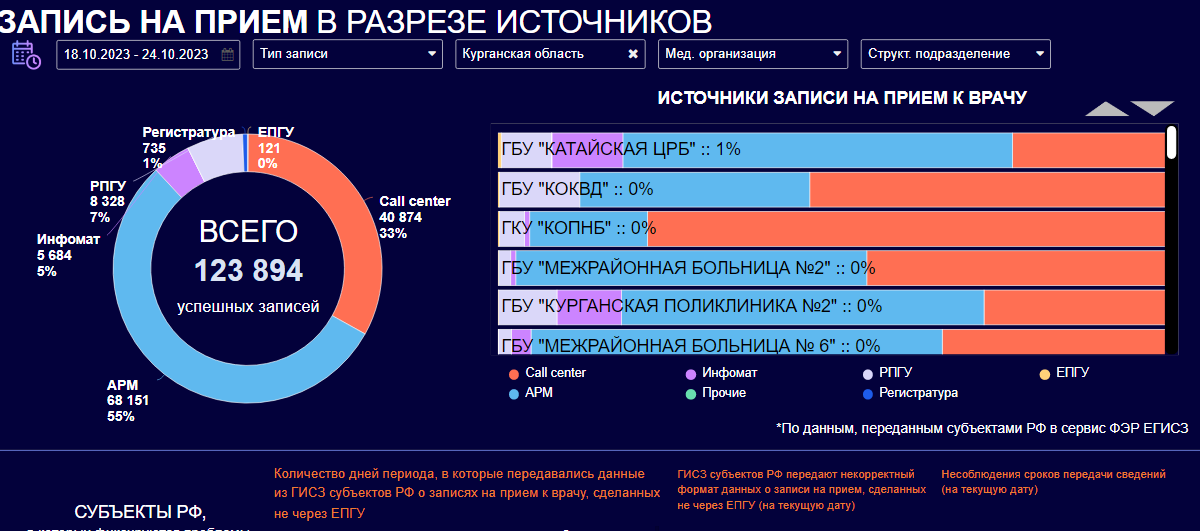 ЗАПИСЬ НА ПРИЕМ В РАЗРЕЗЕ ИСТОЧНИКОВ
18.10.2023 - 24.10.2023
Тип записи
Курганская область
Мед. организация
Структ. подразделение
Регистратура
735
1%
ЕПГУ
121
0%
РПГУ
8 328
7%
Инфомат
5 684
5%
Call center
40 874
33%
АРМ
68 151
55%
ВСЕГО
123 894
успешных записей
ИСТОЧНИКИ ЗАПИСИ НА ПРИЕМ К ВРАЧУ
ГБУ "КАТАЙСКАЯ ЦРБ" :: 1%
ГБУ "КОКВД" :: 0%
ГКУ "КОПНБ" :: 0%
ГБУ "МЕЖРАЙОННАЯ БОЛЬНИЦА №2" :: 0%
ГБУ "КУРГАНСКАЯ ПОЛИКЛИНИКА №2" :: 0%
ГБУ "МЕЖРАЙОННАЯ БОЛЬНИЦА № 6" :: 0%
Call center
Инфомат
РПГУ
ЕПГУ
АРМ
Прочие
Регистратура
*По данным, переданным субъектами РФ в сервис ФЭР ЕГИСЗ
СУБЪЕКТЫ РФ,
Количество дней периода, в которые передавались данные
из ГИСЗ субъектов РФ о записях на прием к врачу, сделанных
не через ЕПГУ
ГИСЗ субъектов РФ передают некорректный
формат данных о записи на прием, сделанных
не через ЕПГУ (на текущую дату)
Несоблюдения сроков передачи сведений
(на текущую дату)